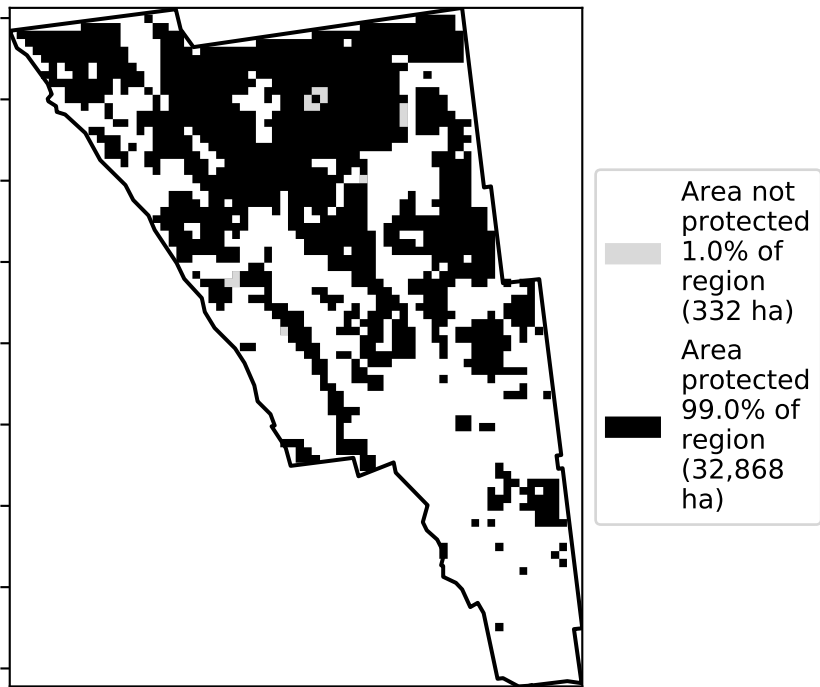 Area not
protected
1.0% of
region
(332 ha)
Area
protected
99.0% of
region
(32,868
ha)